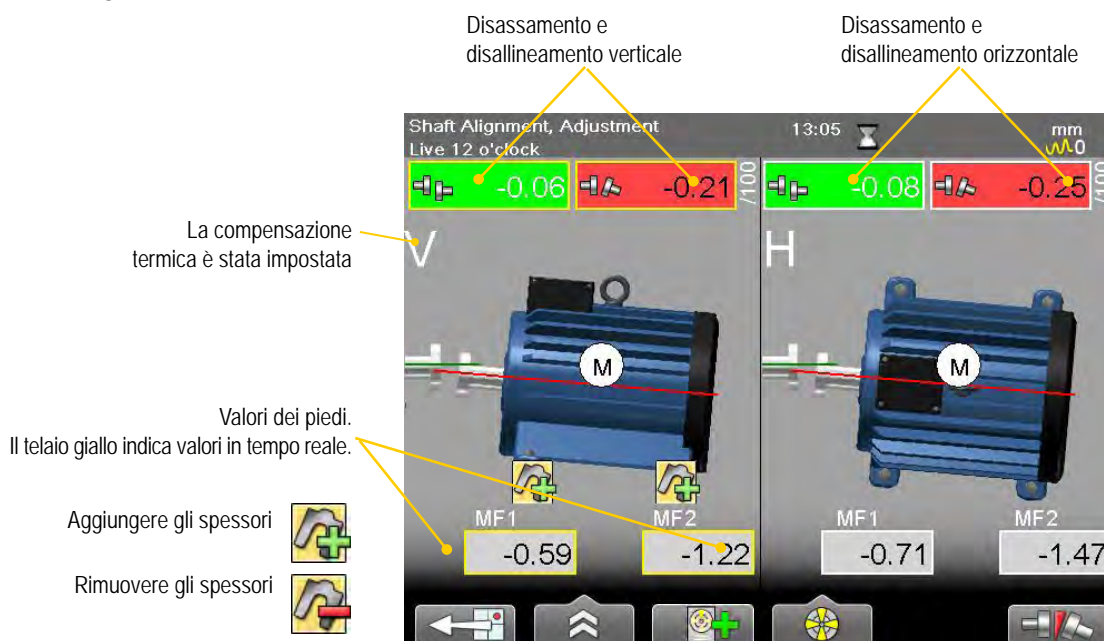 Disassamento e
disallineamento verticale
Disassamento e
disallineamento orizzontale
Shaft Alignment, Adjustment
13:05
mm
Live 12 o'clock
0
-0.06
-0.21
/100
-0.08
-0.25
/100
La compensazione
termica è stata impostata
V
H
M
M
Valori dei piedi.
Il telaio giallo indica valori in tempo reale.
Aggiungere gli spessori
MF1
MF2
MF1
MF2
-0.59
-1.22
-0.71
-1.47
Rimuovere gli spessori